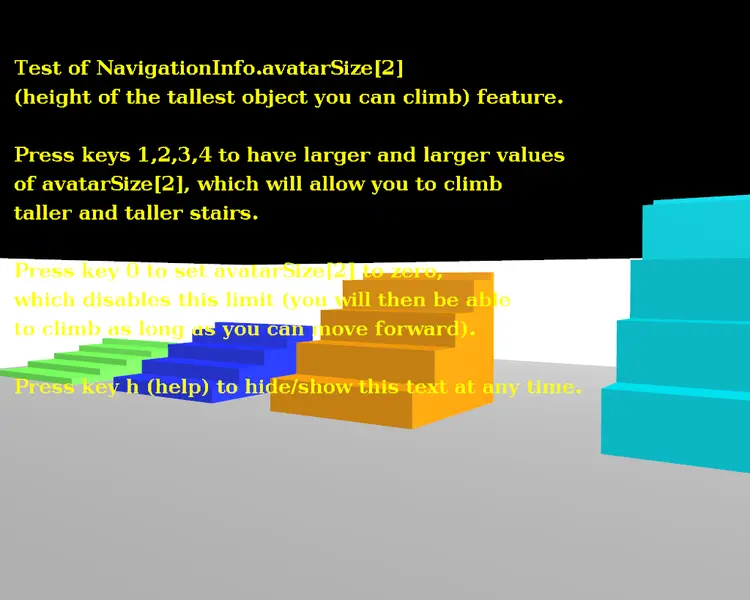 Test of NavigationInfo.avatarSize[2]
(height of the tallest object you can climb) feature.
Press keys 1,2,3,4 to have larger and larger values
of avatarSize[2], which will allow you to climb
taller and taller stairs.
Press key 0 to set avatarSize[2] to zero,
which disables this limit (you will then be able
to climb as long as you can move forward).
Press key h (help) to hide/show this text at any time.